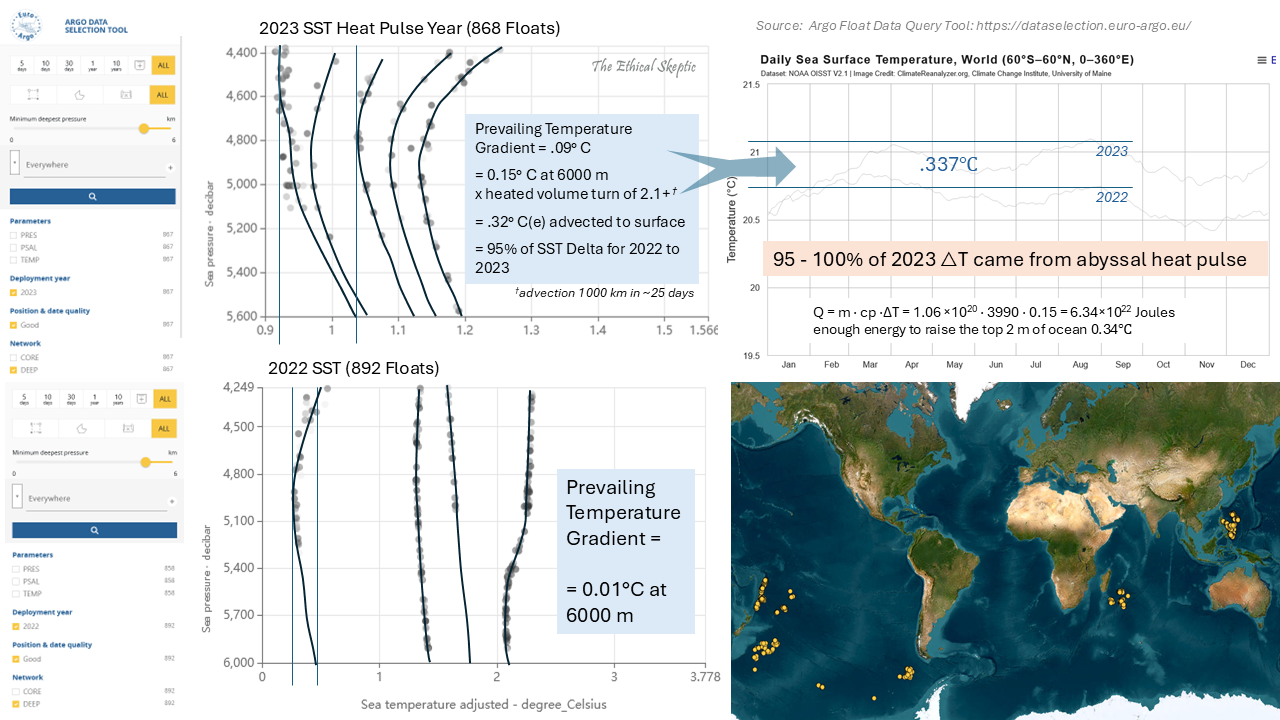 Euro-Argo
ARGO DATA
SELECTION TOOL
5 days 10 days 30 days 1 year 10 years ALL
ALL
Minimum deepest pressure km
0 6
Everywhere +
Parameters
PRES 867
PSAL 867
TEMP 867
Deployment year
2023 867
Position & date quality
Good 867
Network
CORE 867
DEEP 867
5 days 10 days 30 days 1 year 10 years ALL
ALL
Minimum deepest pressure km
0 6
Everywhere +
Parameters
PRES 858
PSAL 858
TEMP 858
Deployment year
2022 892
Position & date quality
Good 892
Network
CORE 892
DEEP 892
2023 SST Heat Pulse Year (868 Floats)
The Ethical Skeptic
4,400
4,600
4,800
5,000
5,200
5,400
5,600
Sea pressure - decibar
0.9 1 1.1 1.2 1.3 1.4 1.5 1.566
Prevailing Temperature
Gradient = .09º C
= 0.15º C at 6000 m
x heated volume turn of 2.1+†
= .32º C(e) advected to surface
= 95% of SST Delta for 2022 to
2023
†advection 1000 km in ~25 days
2022 SST (892 Floats)
4,249
4,500
4,800
5,100
5,400
5,700
6,000
Sea pressure - decibar
0 1 2 3 3.778
Sea temperature adjusted - degree_Celsius
Prevailing
Temperature
Gradient =
= 0.01°C at
6000 m
Source: Argo Float Data Query Tool: https://dataselection.euro-argo.eu/
Daily Sea Surface Temperature, World (60°S–60°N, 0–360°E)
☰ E
Dataset: NOAA OISST V2.1 | Image Credit: ClimateReanalyzer.org, Climate Change Institute, University of Maine
21.5
21
20.5
20
19.5
Temperature (°C)
2023
.337°C
2022
95 - 100% of 2023 △T came from abyssal heat pulse
Q = m · cp ·ΔT = 1.06 ×10²⁰ · 3990 · 0.15 = 6.34×10²² Joules
enough energy to raise the top 2 m of ocean 0.34°C
Jan Feb Mar Apr May Jun Jul Aug Sep Oct Nov Dec